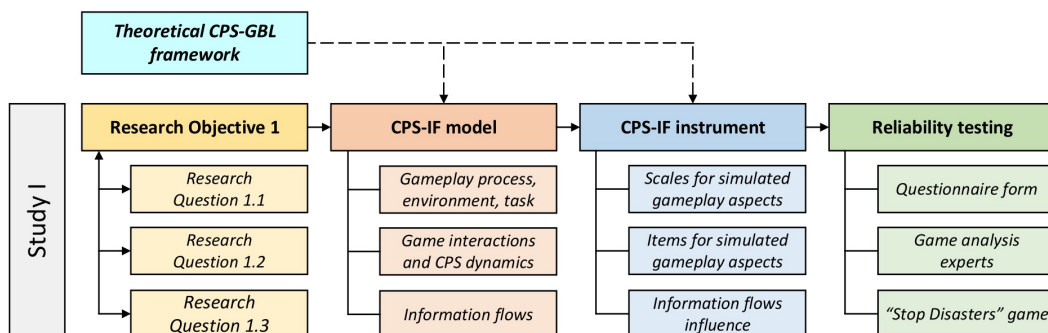 Theoretical CPS-GBL
framework
Study I
Research Objective 1
CPS-IF model
CPS-IF instrument
Reliability testing
Research
Question 1.1
Gameplay process,
environment, task
Scales for simulated
gameplay aspects
Questionnaire form
Research
Question 1.2
Game interactions
and CPS dynamics
Items for simulated
gameplay aspects
Game analysis
experts
Research
Question 1.3
Information flows
Information flows
influence
“Stop Disasters” game